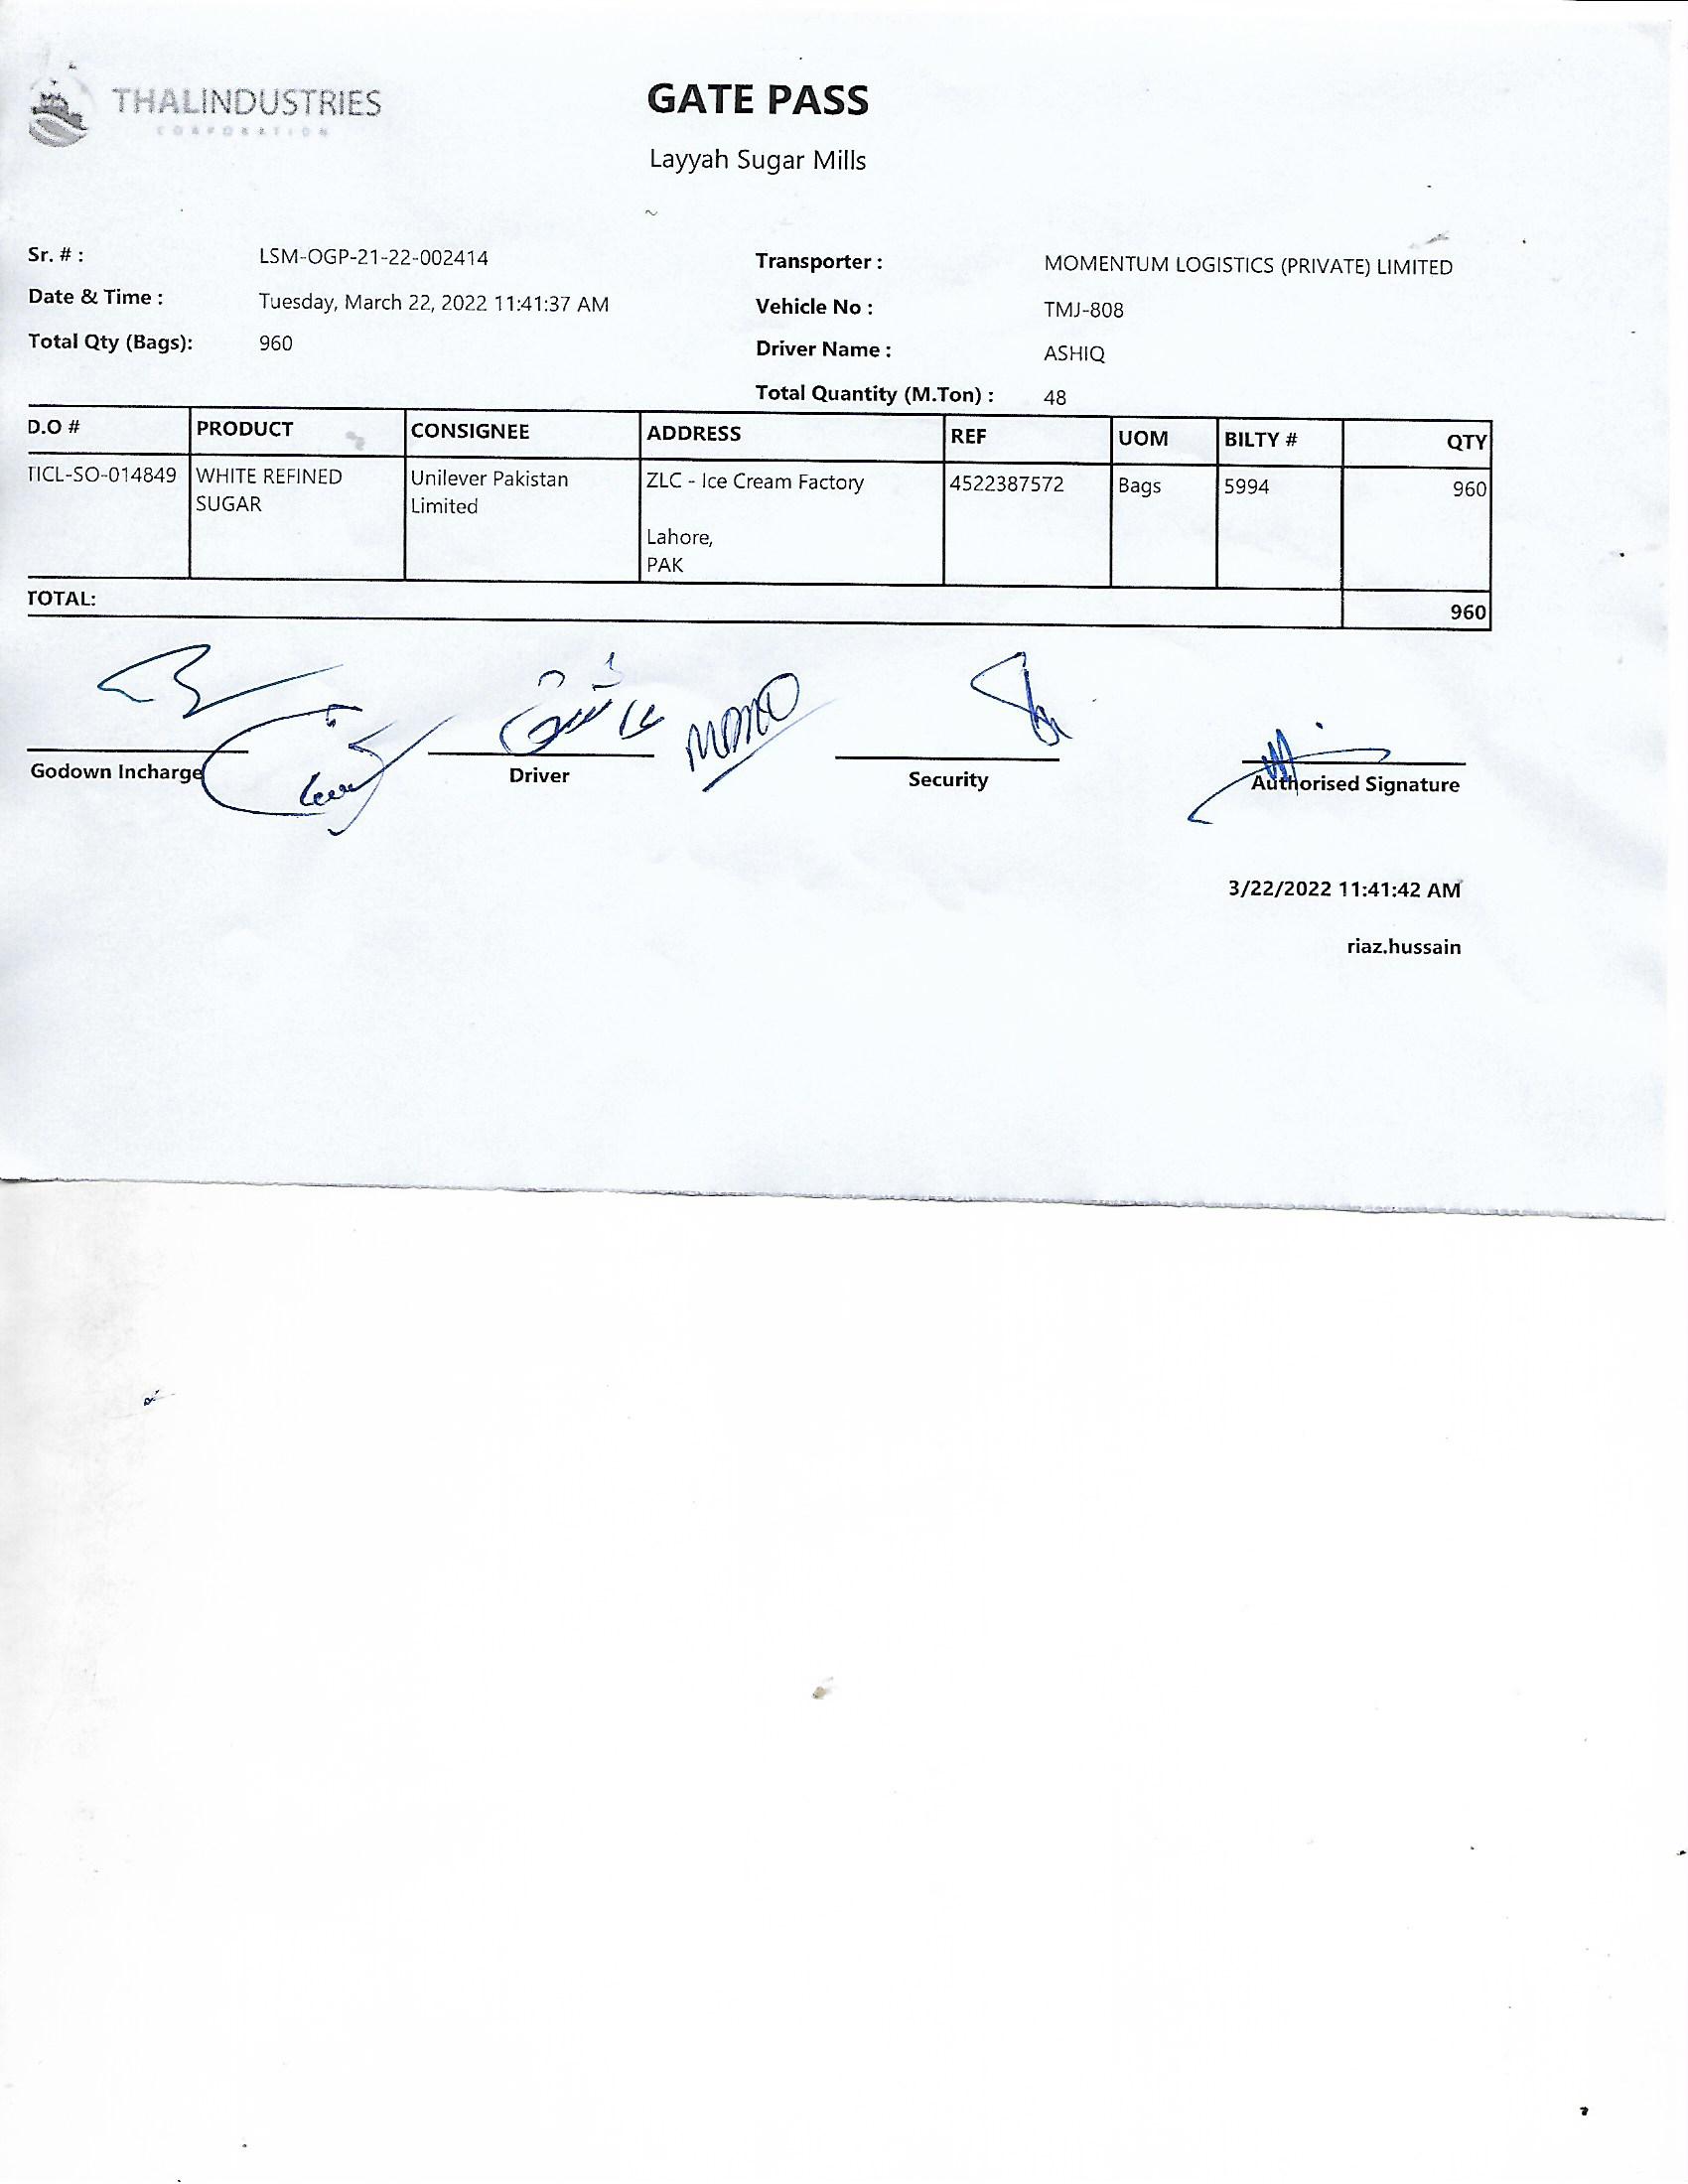 THALINDUSTRIES
CORPORATION
GATE PASS
Layyah Sugar Mills
Sr. # : LSM-OGP-21-22-002414
Date & Time : Tuesday, March 22, 2022 11:41:37 AM
Total Qty (Bags): 960
Transporter : MOMENTUM LOGISTICS (PRIVATE) LIMITED
Vehicle No : TMJ-808
Driver Name : ASHIQ
Total Quantity (M.Ton) : 48
D.O # PRODUCT CONSIGNEE ADDRESS REF UOM BILTY # QTY
TICL-SO-014849 WHITE REFINED Unilever Pakistan ZLC - Ice Cream Factory 4522387572 Bags 5994 960
SUGAR Limited
Lahore,
PAK
TOTAL: 960
MOMO
Godown Incharge Driver Security Authorised Signature
3/22/2022 11:41:42 AM
riaz.hussain